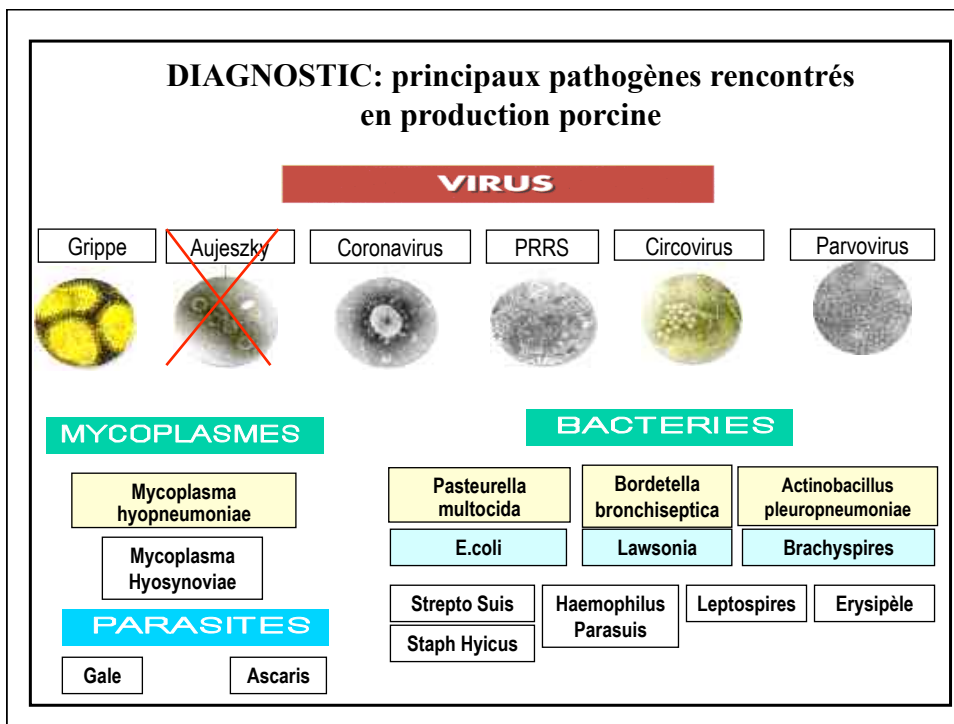 DIAGNOSTIC: principaux pathogènes rencontrés
en production porcine
VIRUS
Grippe
Aujeszky
Coronavirus
PRRS
Circovirus
Parvovirus
MYCOPLASMES
Mycoplasma
hyopneumoniae
Mycoplasma
Hyosynoviae
PARASITES
Gale
Ascaris
BACTERIES
Pasteurella
multocida
Bordetella
bronchiseptica
Actinobacillus
pleuropneumoniae
E.coli
Lawsonia
Brachyspires
Strepto Suis
Staph Hyicus
Haemophilus
Parasuis
Leptospires
Erysipèle